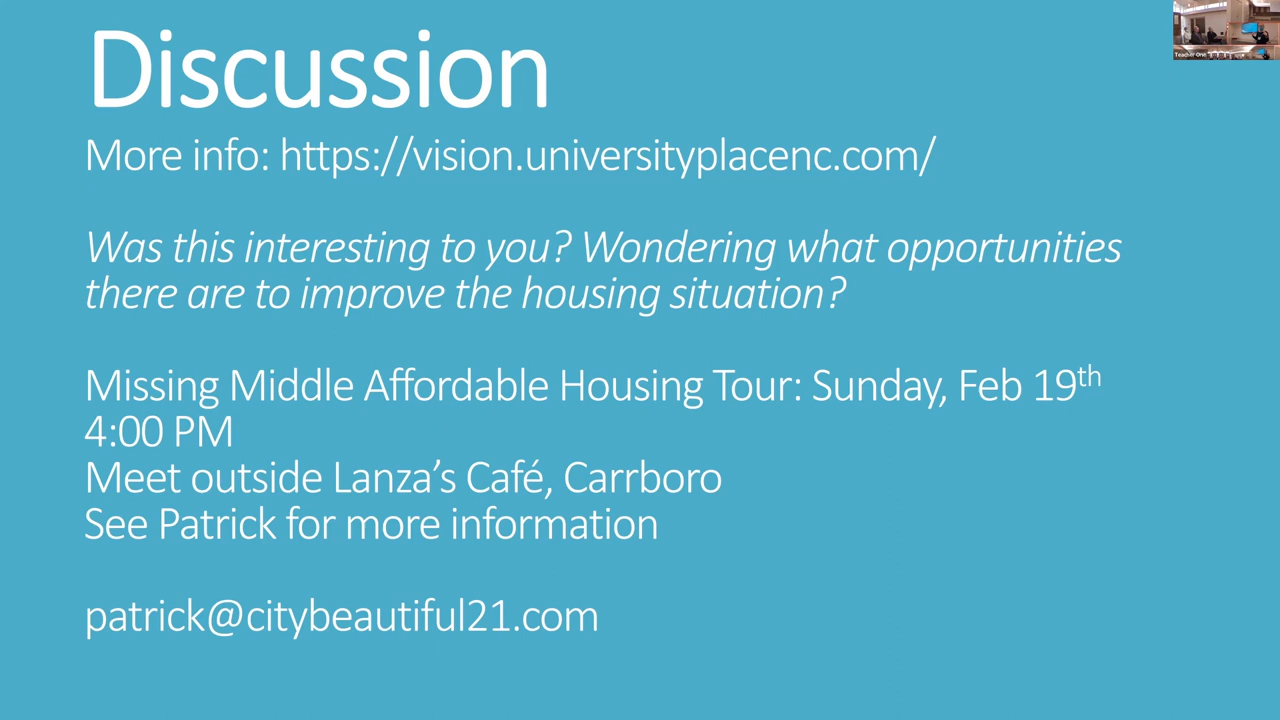 Discussion
More info: https://vision.universityplacenc.com/
Was this interesting to you? Wondering what opportunities
there are to improve the housing situation?
Missing Middle Affordable Housing Tour: Sunday, Feb 19th
4:00 PM
Meet outside Lanza’s Café, Carrboro
See Patrick for more information
patrick@citybeautiful21.com
Teacher One